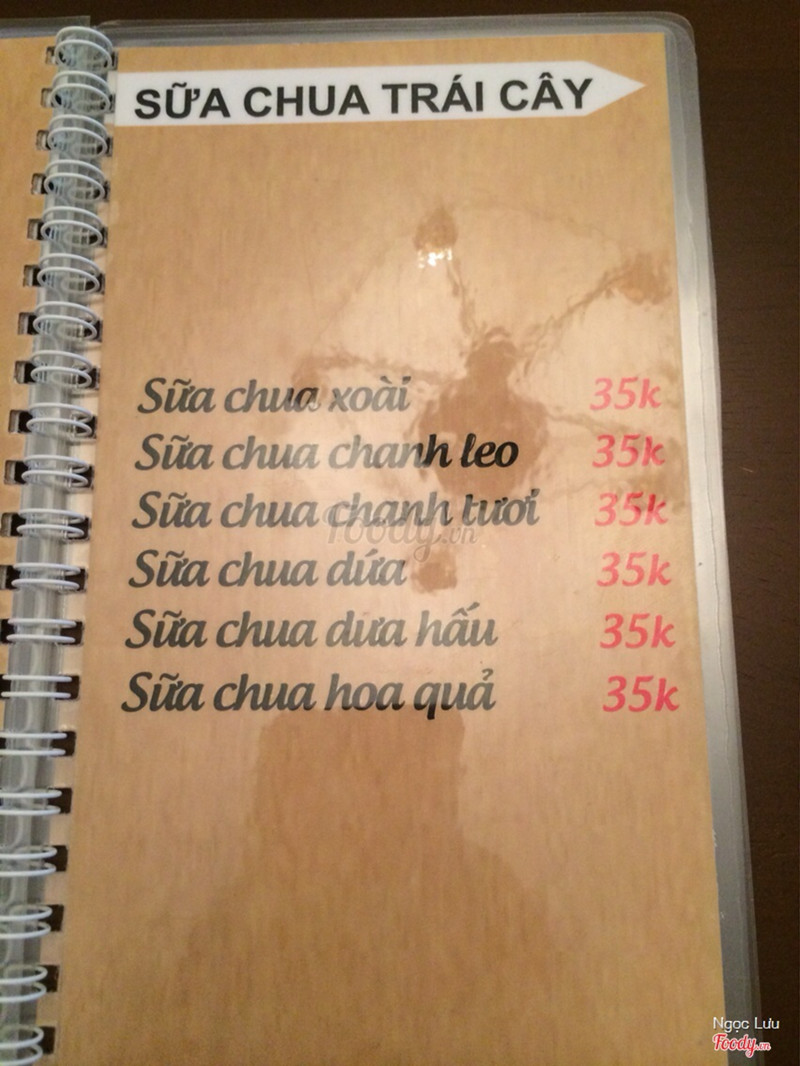 SỮA CHUA TRÁI CÂY
Sữa chua xoài 35k
Sữa chua chanh leo 35k
Sữa chua chanh tươi 35k
Foody.vn
Sữa chua dứa 35k
Sữa chua dưa hấu 35k
Sữa chua hoa quả 35k
Ngọc Lưu
Foody.vn